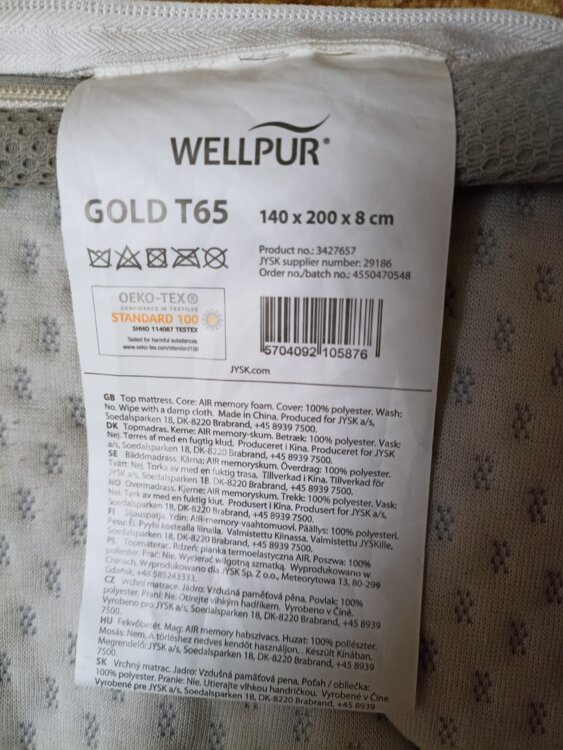 WELLPUR®
GOLD T65
140 x 200 x 8 cm
Product no.: 3427657
JYSK supplier number: 29186
Order no./batch no.: 4550470548
OEKO-TEX®
CONFIDENCE IN TEXTILES
STANDARD 100
SHHO 114087 TESTEX
Tested for harmful substances.
www.oeko-tex.com/standard100
5704092 105876
JYSK.com
GB Top mattress. Core: AIR memory foam. Cover: 100% polyester. Wash:
No. Wipe with a damp cloth. Made in China. Produced for JYSK a/s,
Soedalsparken 18, DK-8220 Brabrand, +45 8939 7500.
DK Topmadras. Kerne: AIR memory-skum. Betræk: 100% polyester. Vask:
Nej. Tørres af med en fugtig klud. Produceret i Kina. Produceret for JYSK
a/s, Soedalsparken 18, DK-8220 Brabrand, +45 8939 7500.
SE Bäddmadrass. Kärna: AIR memoryskum. Överdrag: 100% polyester.
Tvätt: Nej. Torka av med en fuktig trasa. Tillverkad i Kina. Tillverkad för
JYSK a/s, Soedalsparken 18, DK-8220 Brabrand, +45 8939 7500.
NO Overmadrass. Kjerne: AIR memoryskum. Trekk: 100% polyester. Vask:
Nei. Tørk av med en fuktig klut. Produsert i Kina. Produsert for JYSK a/s,
Soedalsparken 18, DK-8220 Brabrand, +45 8939 7500.
FI Sijauspatja. Ydin: AIR-memory-vaahtomuovi. Päällys: 100% polyesteri.
Pesu: Ei. Pyyhi kostealla liinalla. Valmistettu Kiinassa. Valmistettu JYSKille,
Soedalsparken 18, DK-8220 Brabrand, +45 8939 7500.
PL Topmaterac. Rdzeń: pianka termoelastyczna AIR. Poszwa: 100%
poliester. Prać: Nie. Wycierać wilgotną szmatką. Wyprodukowano w
Chinach. Wyprodukowano dla JYSK Sp. Z o.o., Meteorytowa 13, 80-299
Gdańsk, +48 585243333.
CZ Vrchní matrace. Jádro: Vzdušná paměťová pěna. Povlak: 100%
polyester. Praní: Ne. Otírejte vlhkým hadříkem. Vyrobeno v Číně.
Vyrobeno pro JYSK a/s, Soedalsparken 18, DK-8220 Brabrand, +45 8939
7500.
HU Fekvőbetét. Mag: AIR memory habszivacs. Huzat: 100% poliészter.
Mosás: Nem. A törléshez nedves kendőt használjon. . Készült Kínában.
Megrendelő: JYSK a/s, Soedalsparken 18, DK-8220 Brabrand, +45 8939
7500.
SK Vrchný matrac. Jadro: Vzdušná pamäťová pena. Poťah / obliečka:
100% polyester. Pranie: Nie. Utierajte vlhkou handričkou. Vyrobené v Číne.
Vyrobené pre JYSK a/s, Soedalsparken 18, DK-8220 Brabrand, +45 8939
7500.